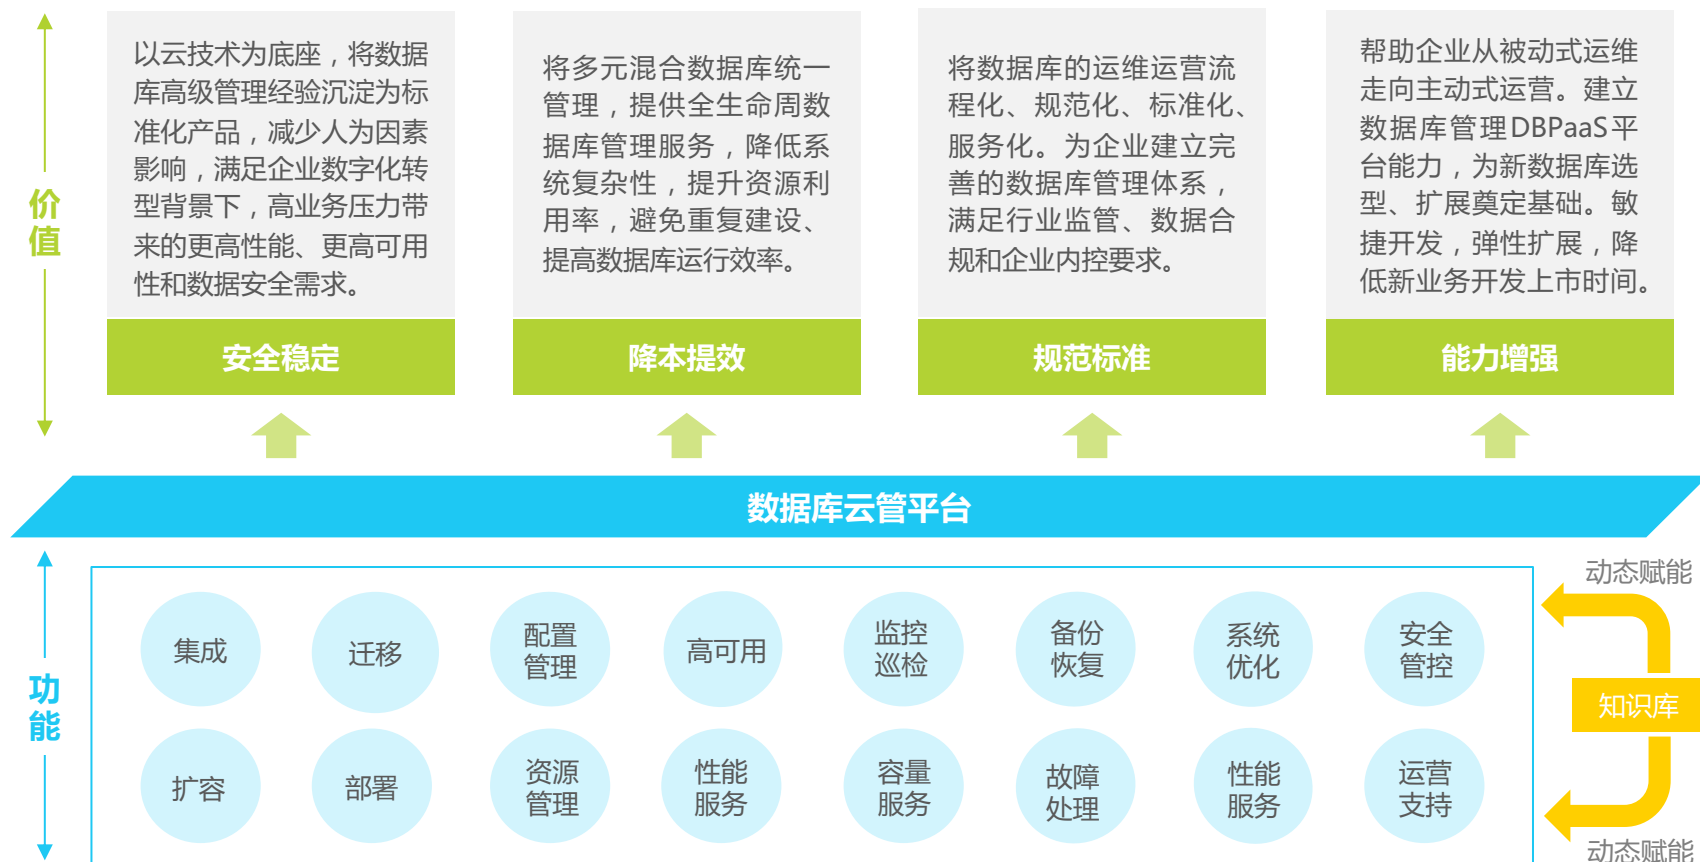 价
值
以云技术为底座，将数据
库高级管理经验沉淀为标
准化产品，减少人为因素
影响，满足企业数字化转
型背景下，高业务压力带
来的更高性能、更高可用
性和数据安全需求。
安全稳定
将多元混合数据库统一
管理，提供全生命周数
据库管理服务，降低系
统复杂性，提升资源利
用率，避免重复建设、
提高数据库运行效率。
降本提效
将数据库的运维运营流
程化、规范化、标准化、
服务化。为企业建立完
善的数据库管理体系，
满足行业监管、数据合
规和企业内控要求。
规范标准
帮助企业从被动式运维
走向主动式运营。建立
数据库管理DBPaaS平
台能力，为新数据库选
型、扩展奠定基础。敏
捷开发，弹性扩展，降
低新业务开发上市时间。
能力增强
数据库云管平台
功
能
集成
迁移
配置
管理
高可用
监控
巡检
备份
恢复
系统
优化
安全
管控
扩容
部署
资源
管理
性能
服务
容量
服务
故障
处理
性能
服务
运营
支持
动态赋能
知识库
动态赋能